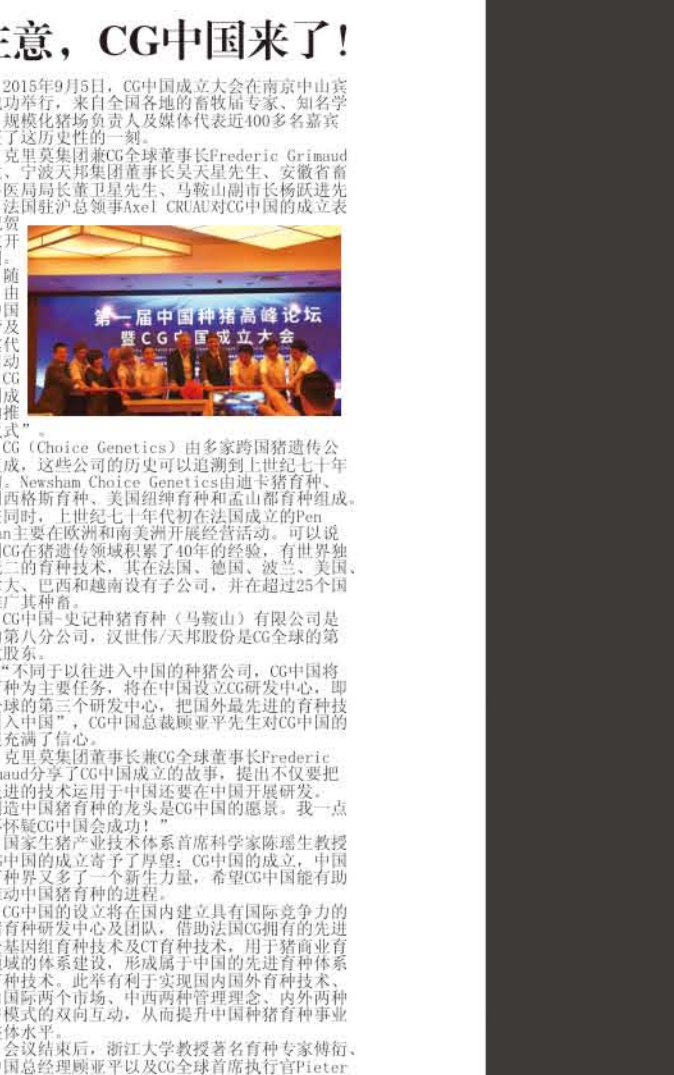 意，CG中国来了！
2015年9月5日，CG中国成立大会在南京中山宾
功举行，来自全国各地的畜牧届专家、知名学
规模化猪场负责人及媒体代表近400多名嘉宾
了这历史性的一刻。
克里莫集团兼CG全球董事长Frederic Grimaud
、宁波天邦集团董事长吴天星先生、安徽省畜
医局局长董卫星先生、马鞍山副市长杨跃进先
法国驻沪总领事Axel CRUAU对CG中国的成立表
贺
开
。
随
由
国
及
代
动
CG
成
推
式”。
第一届中国种猪高峰论坛
暨CG中国成立大会
CG（Choice Genetics）由多家跨国猪遗传公
成，这些公司的历史可以追溯到上世纪七十年
。Newsham Choice Genetics由迪卡猪育种、
西格斯育种、美国纽绅育种和孟山都育种组成。
同时，上世纪七十年代初在法国成立的Pen
an主要在欧洲和南美洲开展经营活动。可以说
CG在猪遗传领域积累了40年的经验，有世界独
二的育种技术，其在法国、德国、波兰、美国、
大、巴西和越南设有子公司，并在超过25个国
广其种畜。
CG中国-史记种猪育种（马鞍山）有限公司是
第八分公司，汉世伟/天邦股份是CG全球的第
股东。
“不同于以往进入中国的种猪公司，CG中国将
种为主要任务，将在中国设立CG研发中心，即
球的第三个研发中心，把国外最先进的育种技
入中国”，CG中国总裁顾亚平先生对CG中国的
充满了信心。
克里莫集团董事长兼CG全球董事长Frederic
maud分享了CG中国成立的故事，提出不仅要把
进的技术运用于中国还要在中国开展研发。
造中国猪育种的龙头是CG中国的愿景。我一点
怀疑CG中国会成功！”
国家生猪产业技术体系首席科学家陈瑶生教授
中国的成立寄予了厚望：CG中国的成立，中国
种界又多了一个新生力量，希望CG中国能有助
动中国猪育种的进程。
CG中国的设立将在国内建立具有国际竞争力的
育种研发中心及团队，借助法国CG拥有的先进
基因组育种技术及CT育种技术，用于猪商业育
域的体系建设，形成属于中国的先进育种体系
种技术。此举有利于实现国内国外育种技术、
国际两个市场、中西两种管理理念、内外两种
模式的双向互动，从而提升中国种猪育种事业
体水平。
会议结束后，浙江大学教授著名育种专家傅衍、
国总经理顾亚平以及CG全球首席执行官Pieter